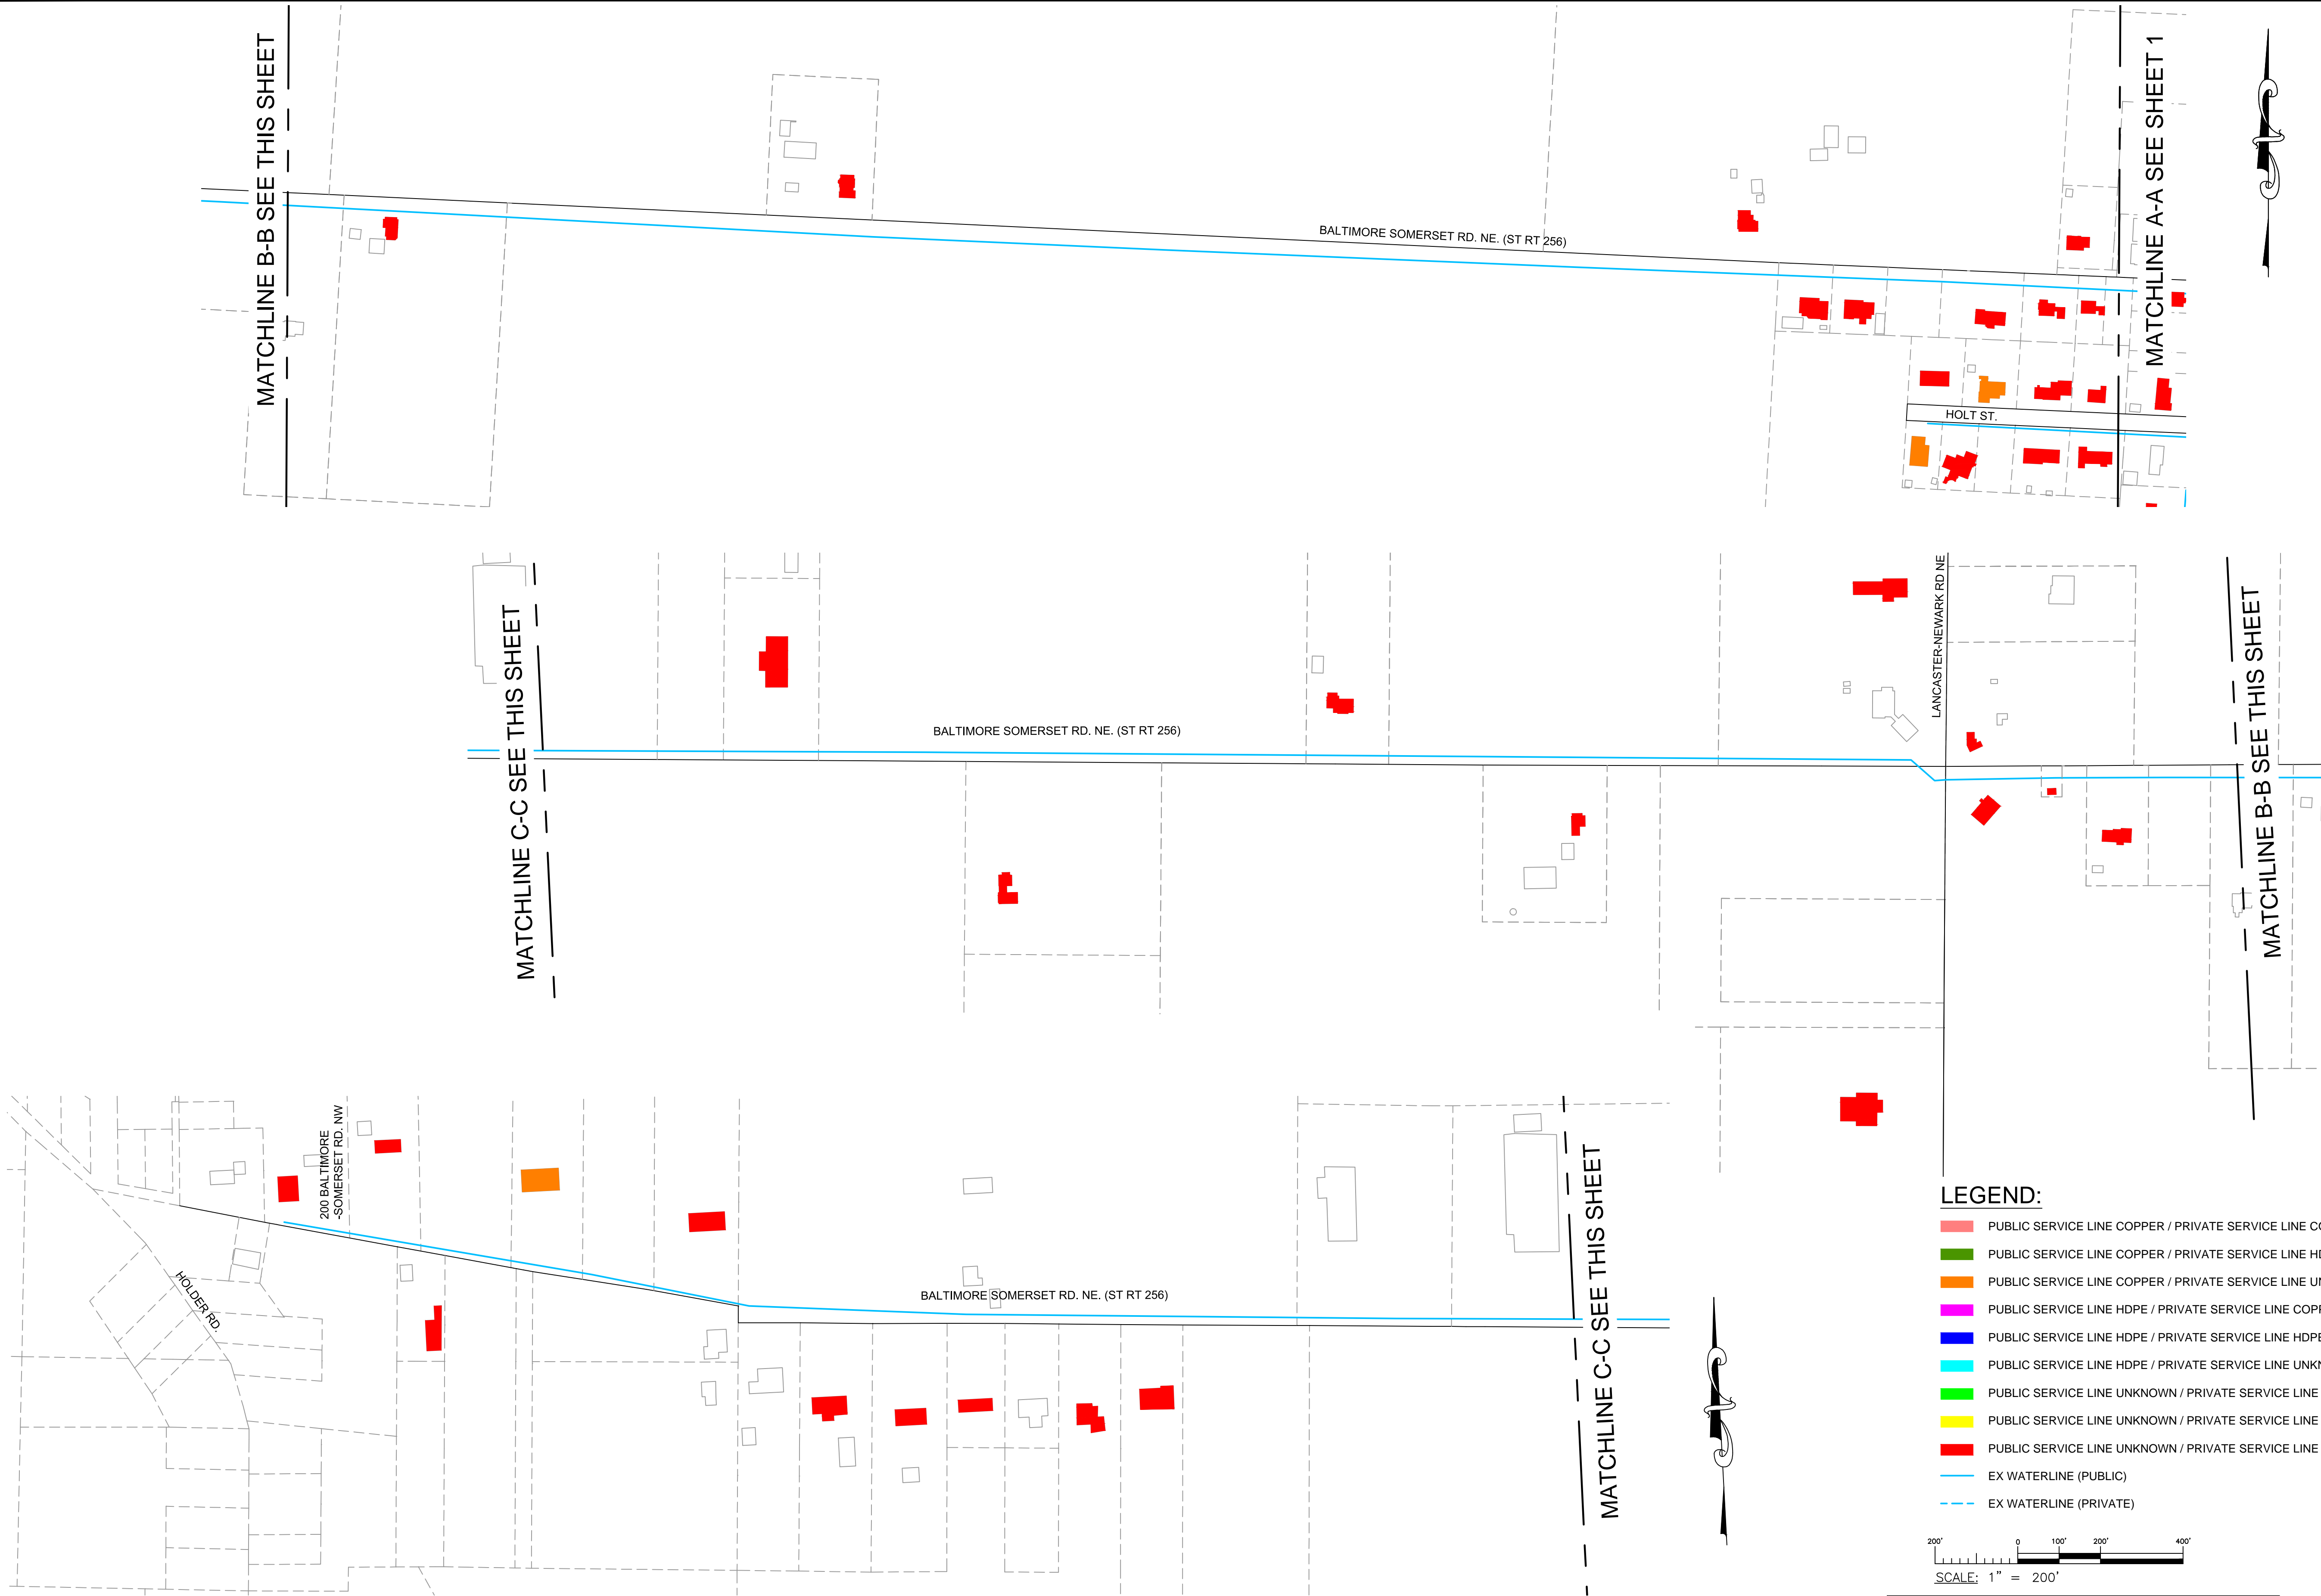 MATCHLINE B-B SEE THIS SHEET
BALTIMORE SOMERSET RD. NE. (ST RT 256)
MATCHLINE A-A SEE SHEET 1
HOLT ST.
MATCHLINE C-C SEE THIS SHEET
BALTIMORE SOMERSET RD. NE. (ST RT 256)
LANCASTER-NEWARK RD NE
MATCHLINE B-B SEE THIS SHEET
200 BALTIMORE
-SOMERSET RD. NW
HOLDER RD.
BALTIMORE SOMERSET RD. NE. (ST RT 256)
MATCHLINE C-C SEE THIS SHEET
LEGEND:
PUBLIC SERVICE LINE COPPER / PRIVATE SERVICE LINE
PUBLIC SERVICE LINE COPPER / PRIVATE SERVICE LINE
PUBLIC SERVICE LINE COPPER / PRIVATE SERVICE LINE
PUBLIC SERVICE LINE HDPE / PRIVATE SERVICE LINE
PUBLIC SERVICE LINE HDPE / PRIVATE SERVICE LINE HDPE
PUBLIC SERVICE LINE HDPE / PRIVATE SERVICE LINE
PUBLIC SERVICE LINE UNKNOWN / PRIVATE SERVICE LINE
PUBLIC SERVICE LINE UNKNOWN / PRIVATE SERVICE LINE
PUBLIC SERVICE LINE UNKNOWN / PRIVATE SERVICE LINE
EX WATERLINE (PUBLIC)
EX WATERLINE (PRIVATE)
200' 0 100' 200' 400'
SCALE: 1" = 200'